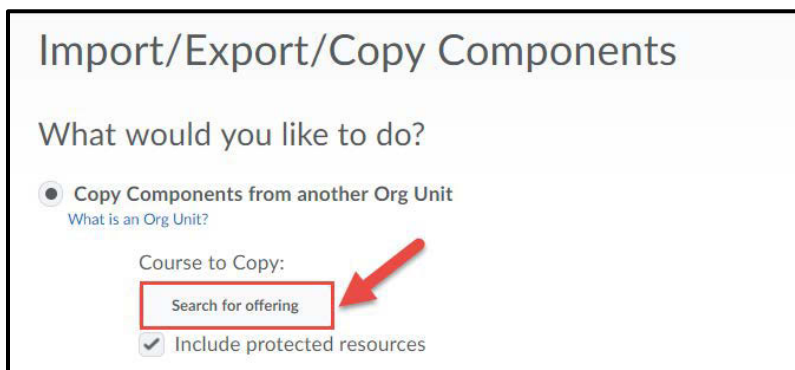 Import/Export/Copy Components
What would you like to do?
Copy Components from another Org Unit
What is an Org Unit?
Course to Copy:
Search for offering
Include protected resources